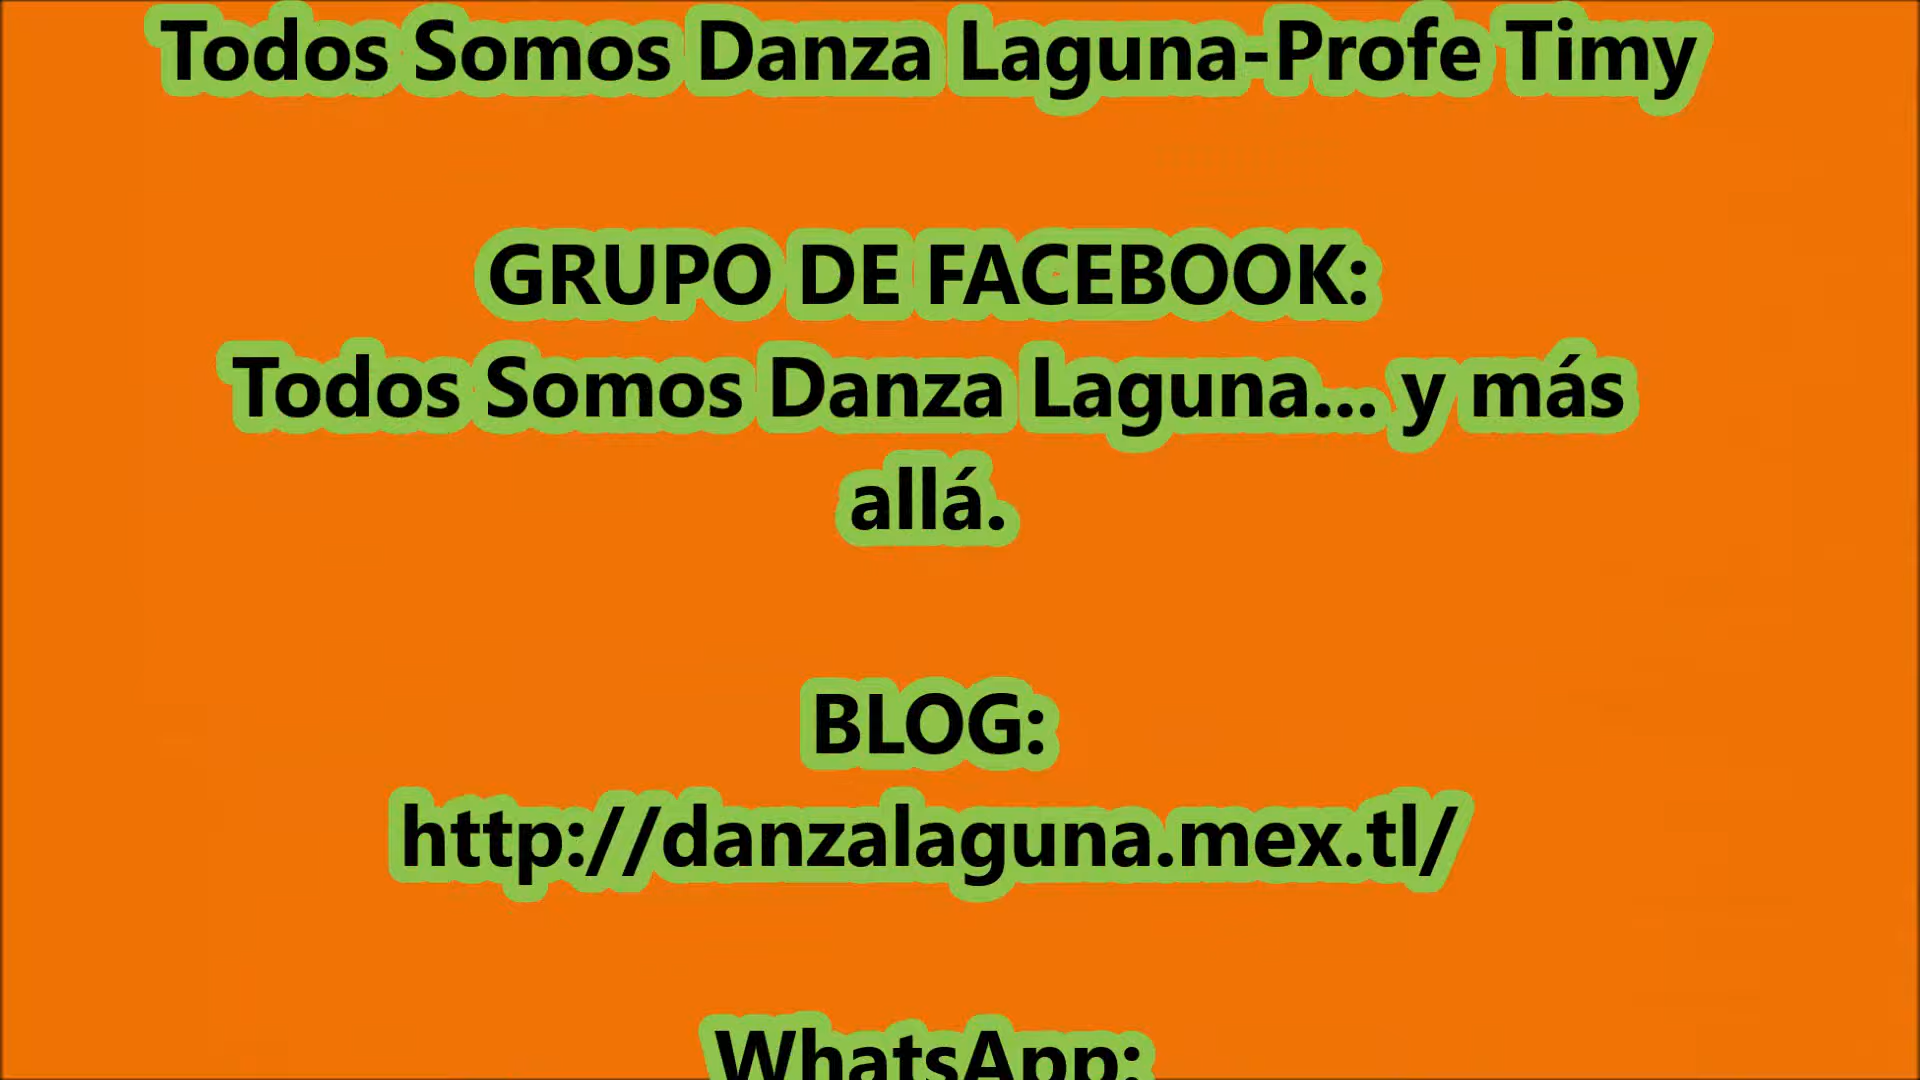 Todos Somos Danza Laguna-Profe Timy
GRUPO DE FACEBOOK:
Todos Somos Danza Laguna... y más
allá.
BLOG:
http://danzalaguna.mex.tl/
WhatsApp: